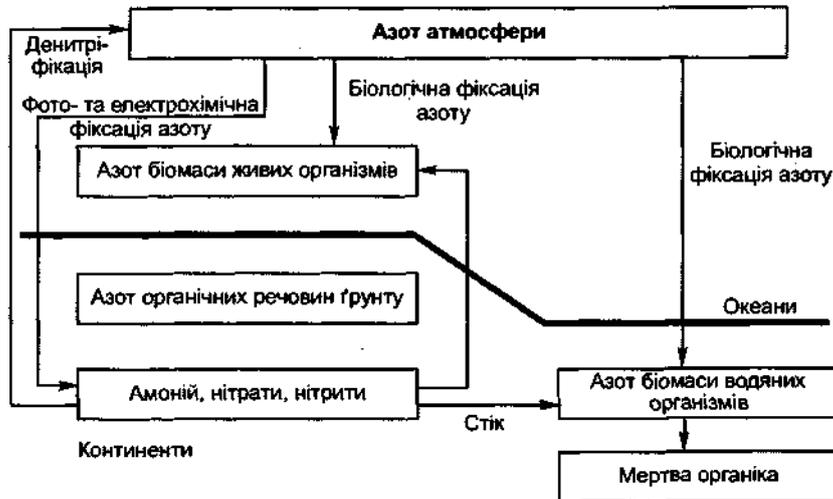 Азот атмосфери
Денитрі-
фікація
Фото- та електрохімічна
фіксація азоту
Біологічна фіксація
азоту
Біологічна
фіксація азоту
Азот біомаси живих організмів
Азот органічних речовин ґрунту
Океани
Амоній, нітрати, нітрити
Азот біомаси водяних
організмів
Стік
Континенти
Мертва органіка